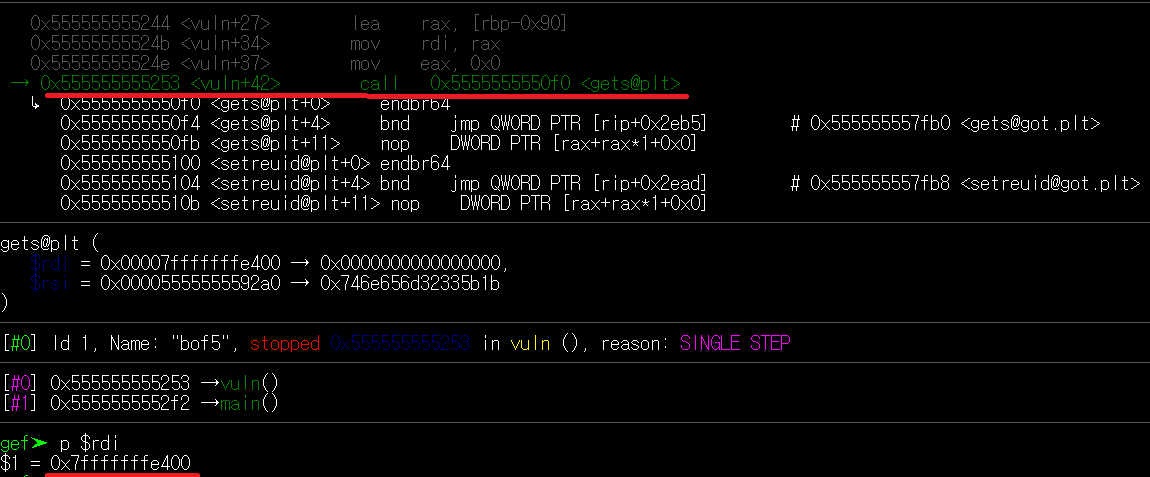 0x555555555244 <vuln+27> lea rax, [rbp-0x90]
0x55555555524b <vuln+34> mov rdi, rax
0x55555555524e <vuln+37> mov eax, 0x0
→ 0x555555555253 <vuln+42> call 0x5555555550f0 <gets@plt>
↳ 0x5555555550f0 <gets@plt+0> endbr64
0x5555555550f4 <gets@plt+4> bnd jmp QWORD PTR [rip+0x2eb5] # 0x555555557fb0 <gets@got.plt>
0x5555555550fb <gets@plt+11> nop DWORD PTR [rax+rax*1+0x0]
0x555555555100 <setreuid@plt+0> endbr64
0x555555555104 <setreuid@plt+4> bnd jmp QWORD PTR [rip+0x2ead] # 0x555555557fb8 <setreuid@got.plt>
0x55555555510b <setreuid@plt+11> nop DWORD PTR [rax+rax*1+0x0]
gets@plt (
$rdi = 0x00007fffffffe400 → 0x0000000000000000,
$rsi = 0x00005555555592a0 → 0x746e656d32335b1b
)
[#0] Id 1, Name: "bof5", stopped 0x555555555253 in vuln (), reason: SINGLE STEP
[#0] 0x555555555253 →vuln()
[#1] 0x5555555552f2 →main()
gef➤ p $rdi
$1 = 0x7fffffffe400